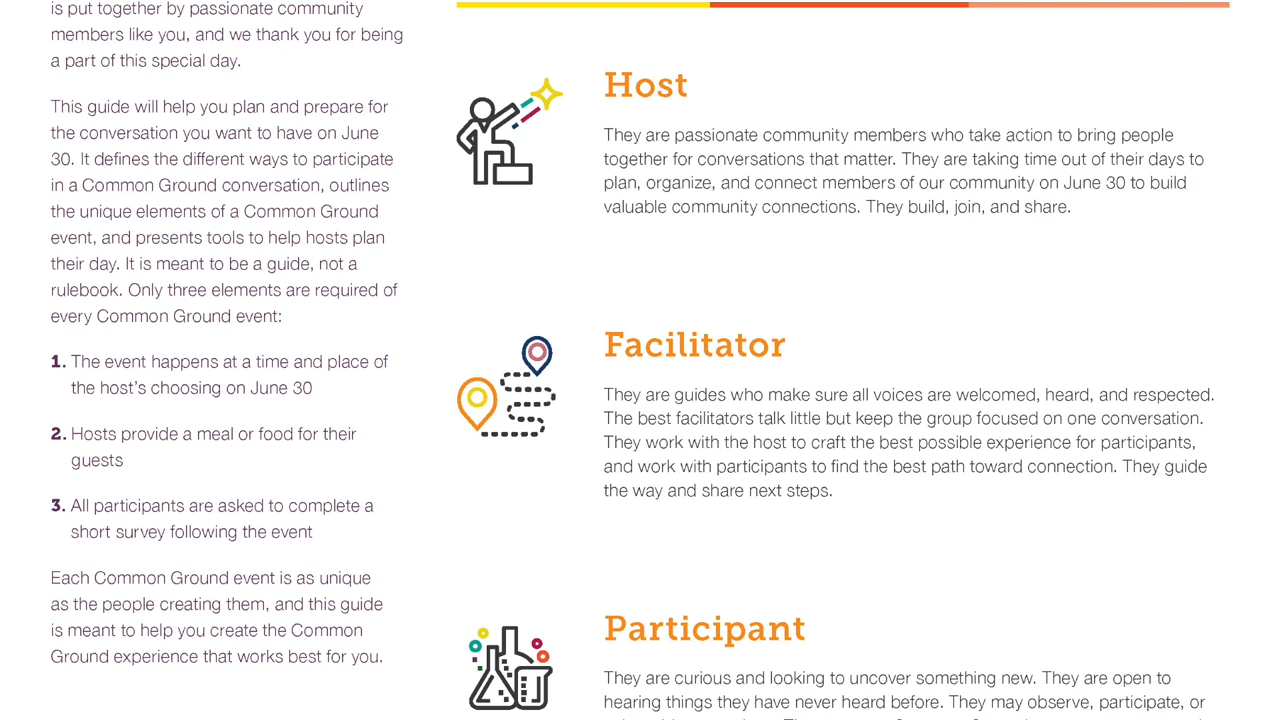 is put together by passionate community
members like you, and we thank you for being
a part of this special day.
This guide will help you plan and prepare for
the conversation you want to have on June
30. It defines the different ways to participate
in a Common Ground conversation, outlines
the unique elements of a Common Ground
event, and presents tools to help hosts plan
their day. It is meant to be a guide, not a
rulebook. Only three elements are required of
every Common Ground event:
1. The event happens at a time and place of
the host’s choosing on June 30
2. Hosts provide a meal or food for their
guests
3. All participants are asked to complete a
short survey following the event
Each Common Ground event is as unique
as the people creating them, and this guide
is meant to help you create the Common
Ground experience that works best for you.
Host
They are passionate community members who take action to bring people
together for conversations that matter. They are taking time out of their days to
plan, organize, and connect members of our community on June 30 to build
valuable community connections. They build, join, and share.
Facilitator
They are guides who make sure all voices are welcomed, heard, and respected.
The best facilitators talk little but keep the group focused on one conversation.
They work with the host to craft the best possible experience for participants,
and work with participants to find the best path toward connection. They guide
the way and share next steps.
Participant
They are curious and looking to uncover something new. They are open to
hearing things they have never heard before. They may observe, participate, or